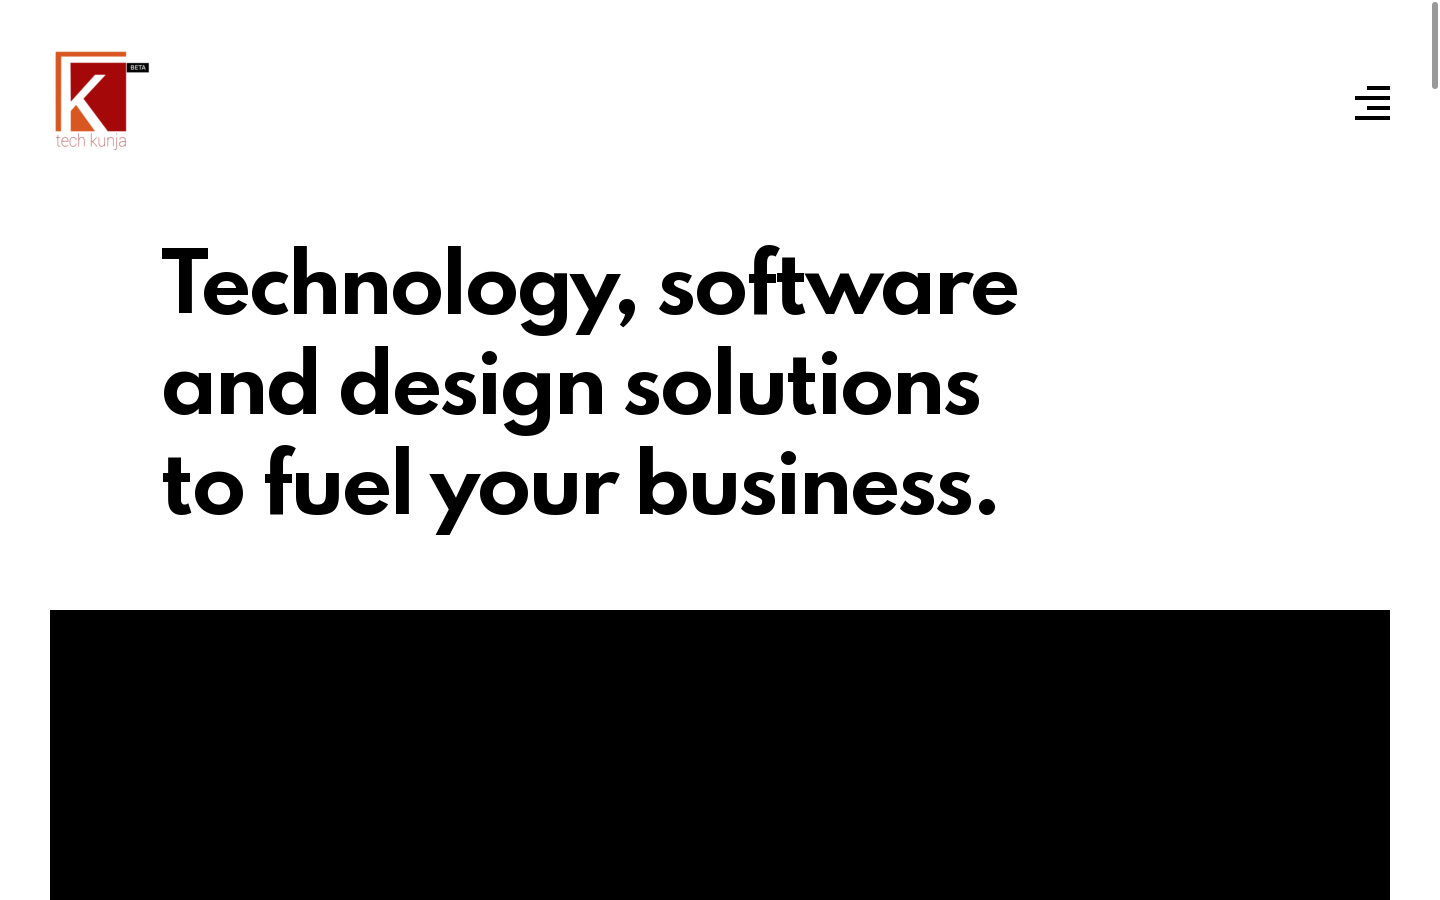 BETA
tech kunja
Technology, software
and design solutions
to fuel your business.